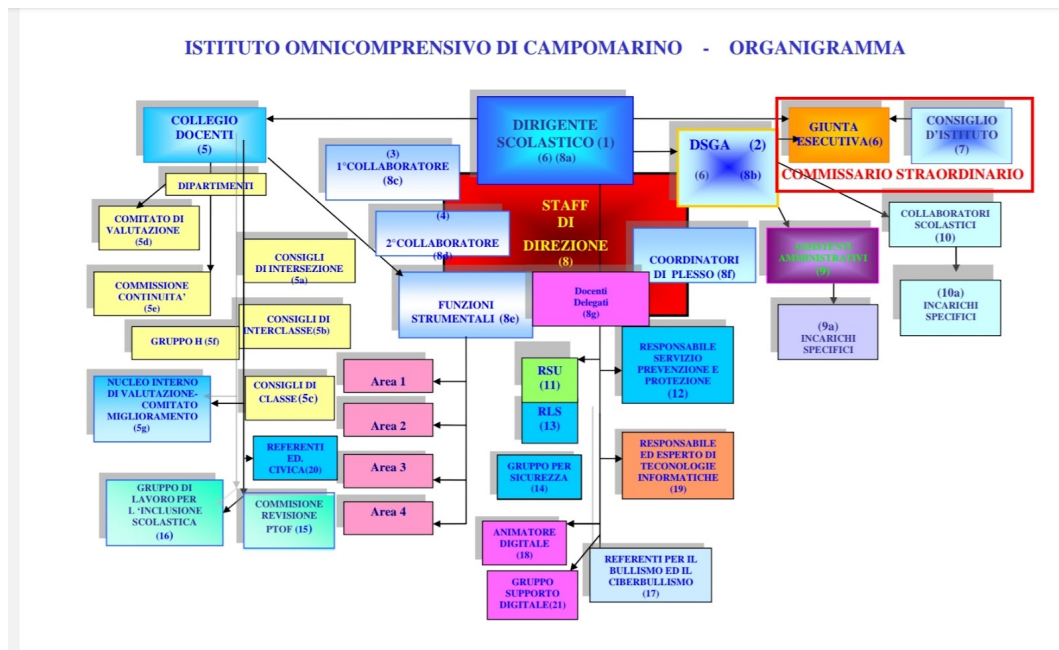 ISTITUTO OMNICOMPRENSIVO DI CAMPOMARINO - ORGANIGRAMMA
COLLEGIO
DOCENTI
(5)
DIRIGENTE
SCOLASTICO (1)
(6) (8a)
DSGA (2)
(6) (8b)
GIUNTA
ESECUTIVA(6)
CONSIGLIO
D'ISTITUTO
(7)
COMMISSARIO STRAORDINARIO
(3)
1°COLLABORATORE
(8c)
(4)
2°COLLABORATORE
(8d)
STAFF
DI
DIREZIONE
(8)
COORDINATORI
DI PLESSO (8f)
FUNZIONI
STRUMENTALI (8e)
Docenti
Delegati
(8g)
ASSISTENTI
AMMINISTRATIVI
(9)
(9a)
INCARICHI
SPECIFICI
COLLABORATORI
SCOLASTICI
(10)
(10a)
INCARICHI
SPECIFICI
DIPARTIMENTI
COMITATO DI
VALUTAZIONE
(5d)
COMMISSIONE
CONTINUITA'
(5e)
GRUPPO H (5f)
CONSIGLI
DI INTERSEZIONE
(5a)
CONSIGLI DI
INTERCLASSE(5b)
CONSIGLI DI
CLASSE(5c)
NUCLEO INTERNO
DI VALUTAZIONE-
COMITATO
MIGLIORAMENTO
(5g)
REFERENTI
ED.
CIVICA(20)
GRUPPO DI
LAVORO PER
L 'INCLUSIONE
SCOLASTICA
(16)
COMMISIONE
REVISIONE
PTOF (15)
Area 1
Area 2
Area 3
Area 4
RSU
(11)
RLS
(13)
RESPONSABILE
SERVIZIO
PREVENZIONE E
PROTEZIONE
(12)
GRUPPO PER
SICUREZZA
(14)
RESPONSABILE
ED ESPERTO DI
TECONOLOGIE
INFORMATICHE
(19)
ANIMATORE
DIGITALE
(18)
GRUPPO
SUPPORTO
DIGITALE(21)
REFERENTI PER IL
BULLISMO ED IL
CIBERBULLISMO
(17)